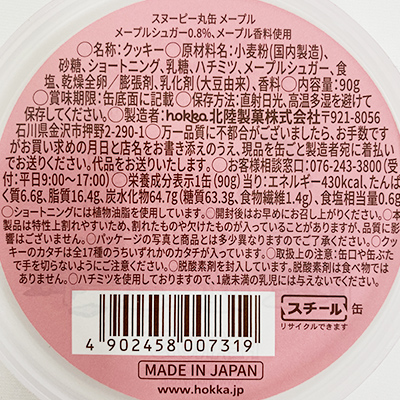 スヌーピー丸缶 メープル
メープルシュガー0.8%、メープル香料使用
◎名称:クッキー◎原材料名:小麦粉(国内製造)、
砂糖、ショートニング、乳糖、ハチミツ、メープルシュガー、食
塩、乾燥全卵/膨張剤、乳化剤(大豆由来)、香料◎内容量:90g
◎賞味期限:缶底面に記載◎保存方法:直射日光、高温多湿を避けて
保存してください。◎製造者:hokka北陸製菓株式会社〒921-8056
石川県金沢市押野2-290-1◎万一品質に不都合がございましたら、お手数です
がお買い求めの月日と店名をお書き添えのうえ、現品を缶ごと製造者宛に着払い
でお送りください。代品をお送りいたします。◎お客様相談窓口:076-243-3800(受
付:平日9:00~17:00)◎栄養成分表示1缶(90g)当り:エネルギー430kcal、たんぱ
く質6.6g、脂質16.4g、炭水化物64.7g(糖質63.3g、食物繊維1.4g)、食塩相当量0.6g
◎ショートニングには植物油脂を使用しています。◎開封後はお早めにお召し上がりください。◎本
製品は特性上割れやすいため、割れたものや欠けたものが入っていることがありますが、品質に影
響はございません。◎パッケージの写真と商品とは多少異なりますのでご了承ください。◎クッ
キーのカタチは全17種のうちいずれかのカタチが入っています。◎取扱上の注意:缶口や缶ぶた
で手を切らないようにご注意ください。◎脱酸素剤を封入しています。脱酸素剤は食べ物では
ありません。◎ハチミツを使用しておりますので、1歳未満の乳児には与えないでください。
スチール 缶
リサイクルできます
4 902458 007319
MADE IN JAPAN
www.hokka.jp